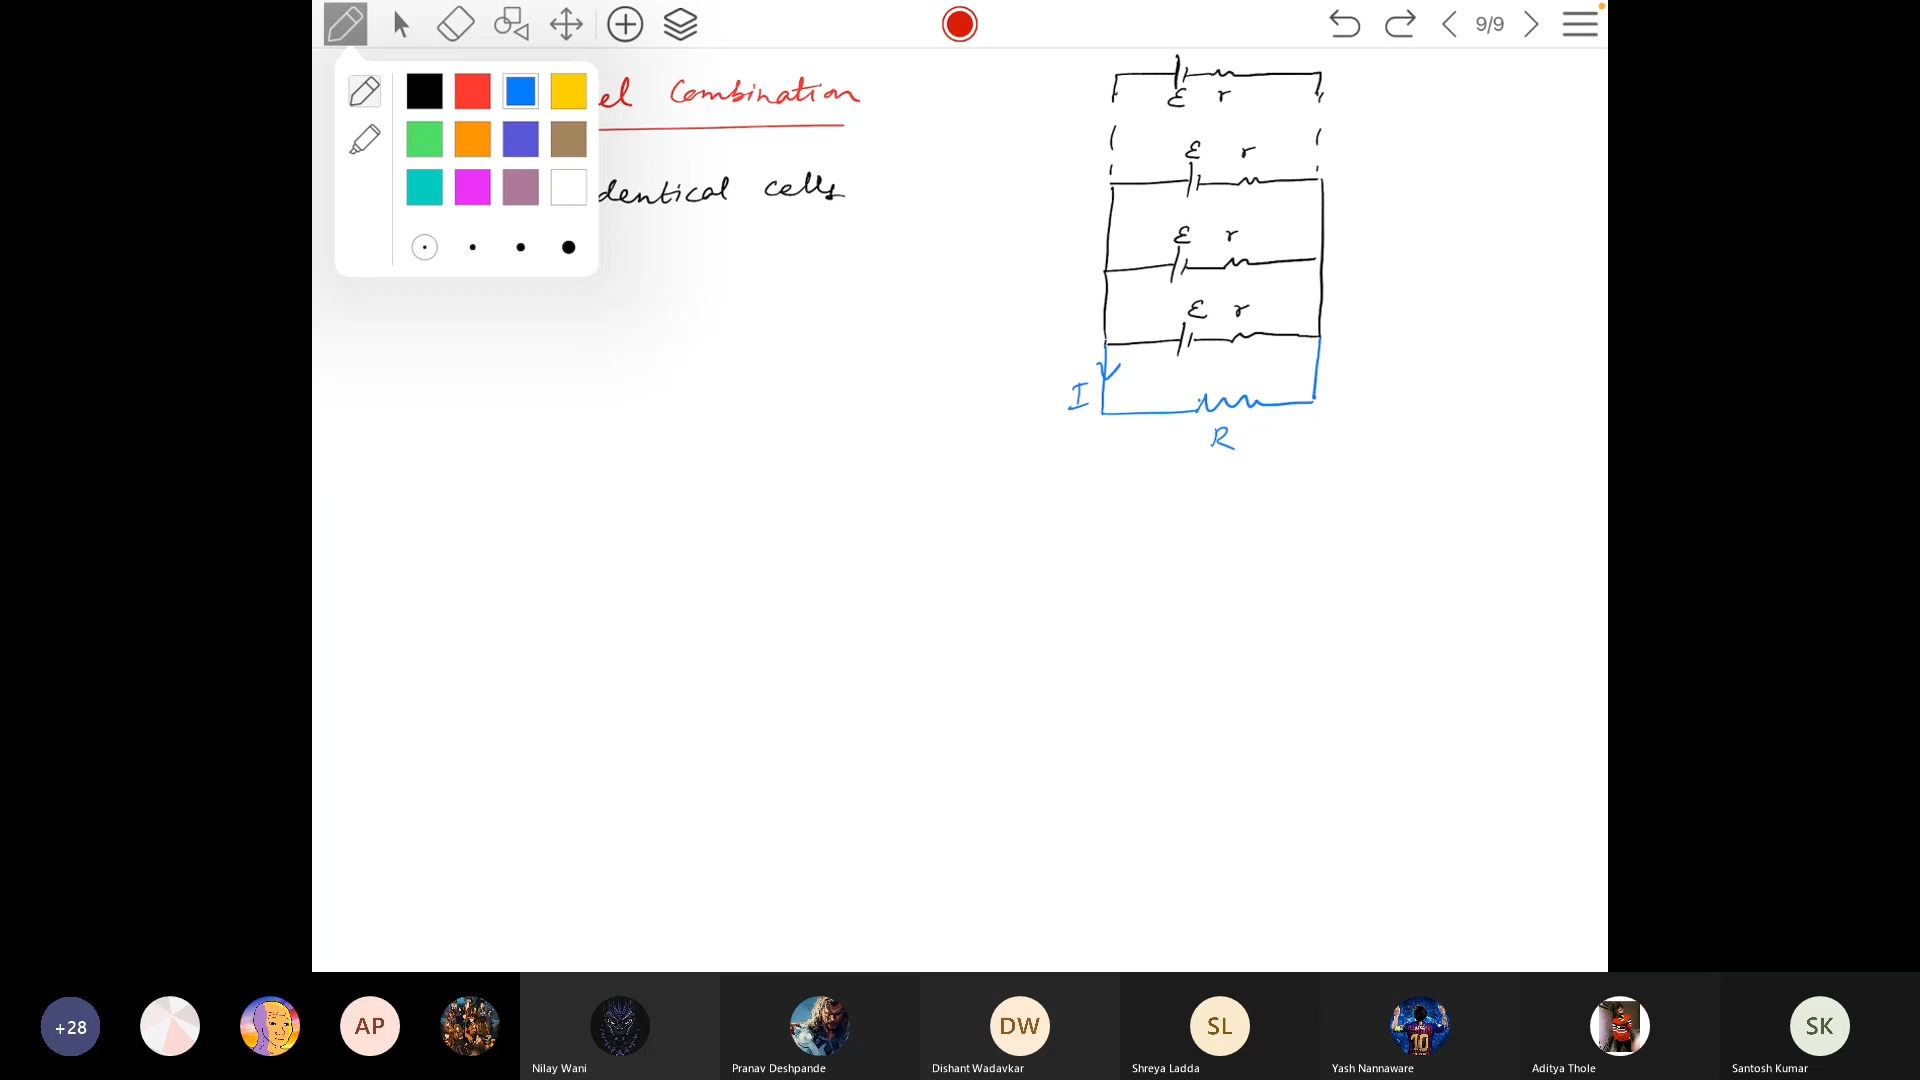 9/9
el Combination
dentical cells
ε r
ε r
ε r
ε r
I
R
+28
AP
DW
SL
10
SK
Nilay Wani
Pranav Deshpande
Dishant Wadavkar
Shreya Ladda
Yash Nannaware
Aditya Thole
Santosh Kumar